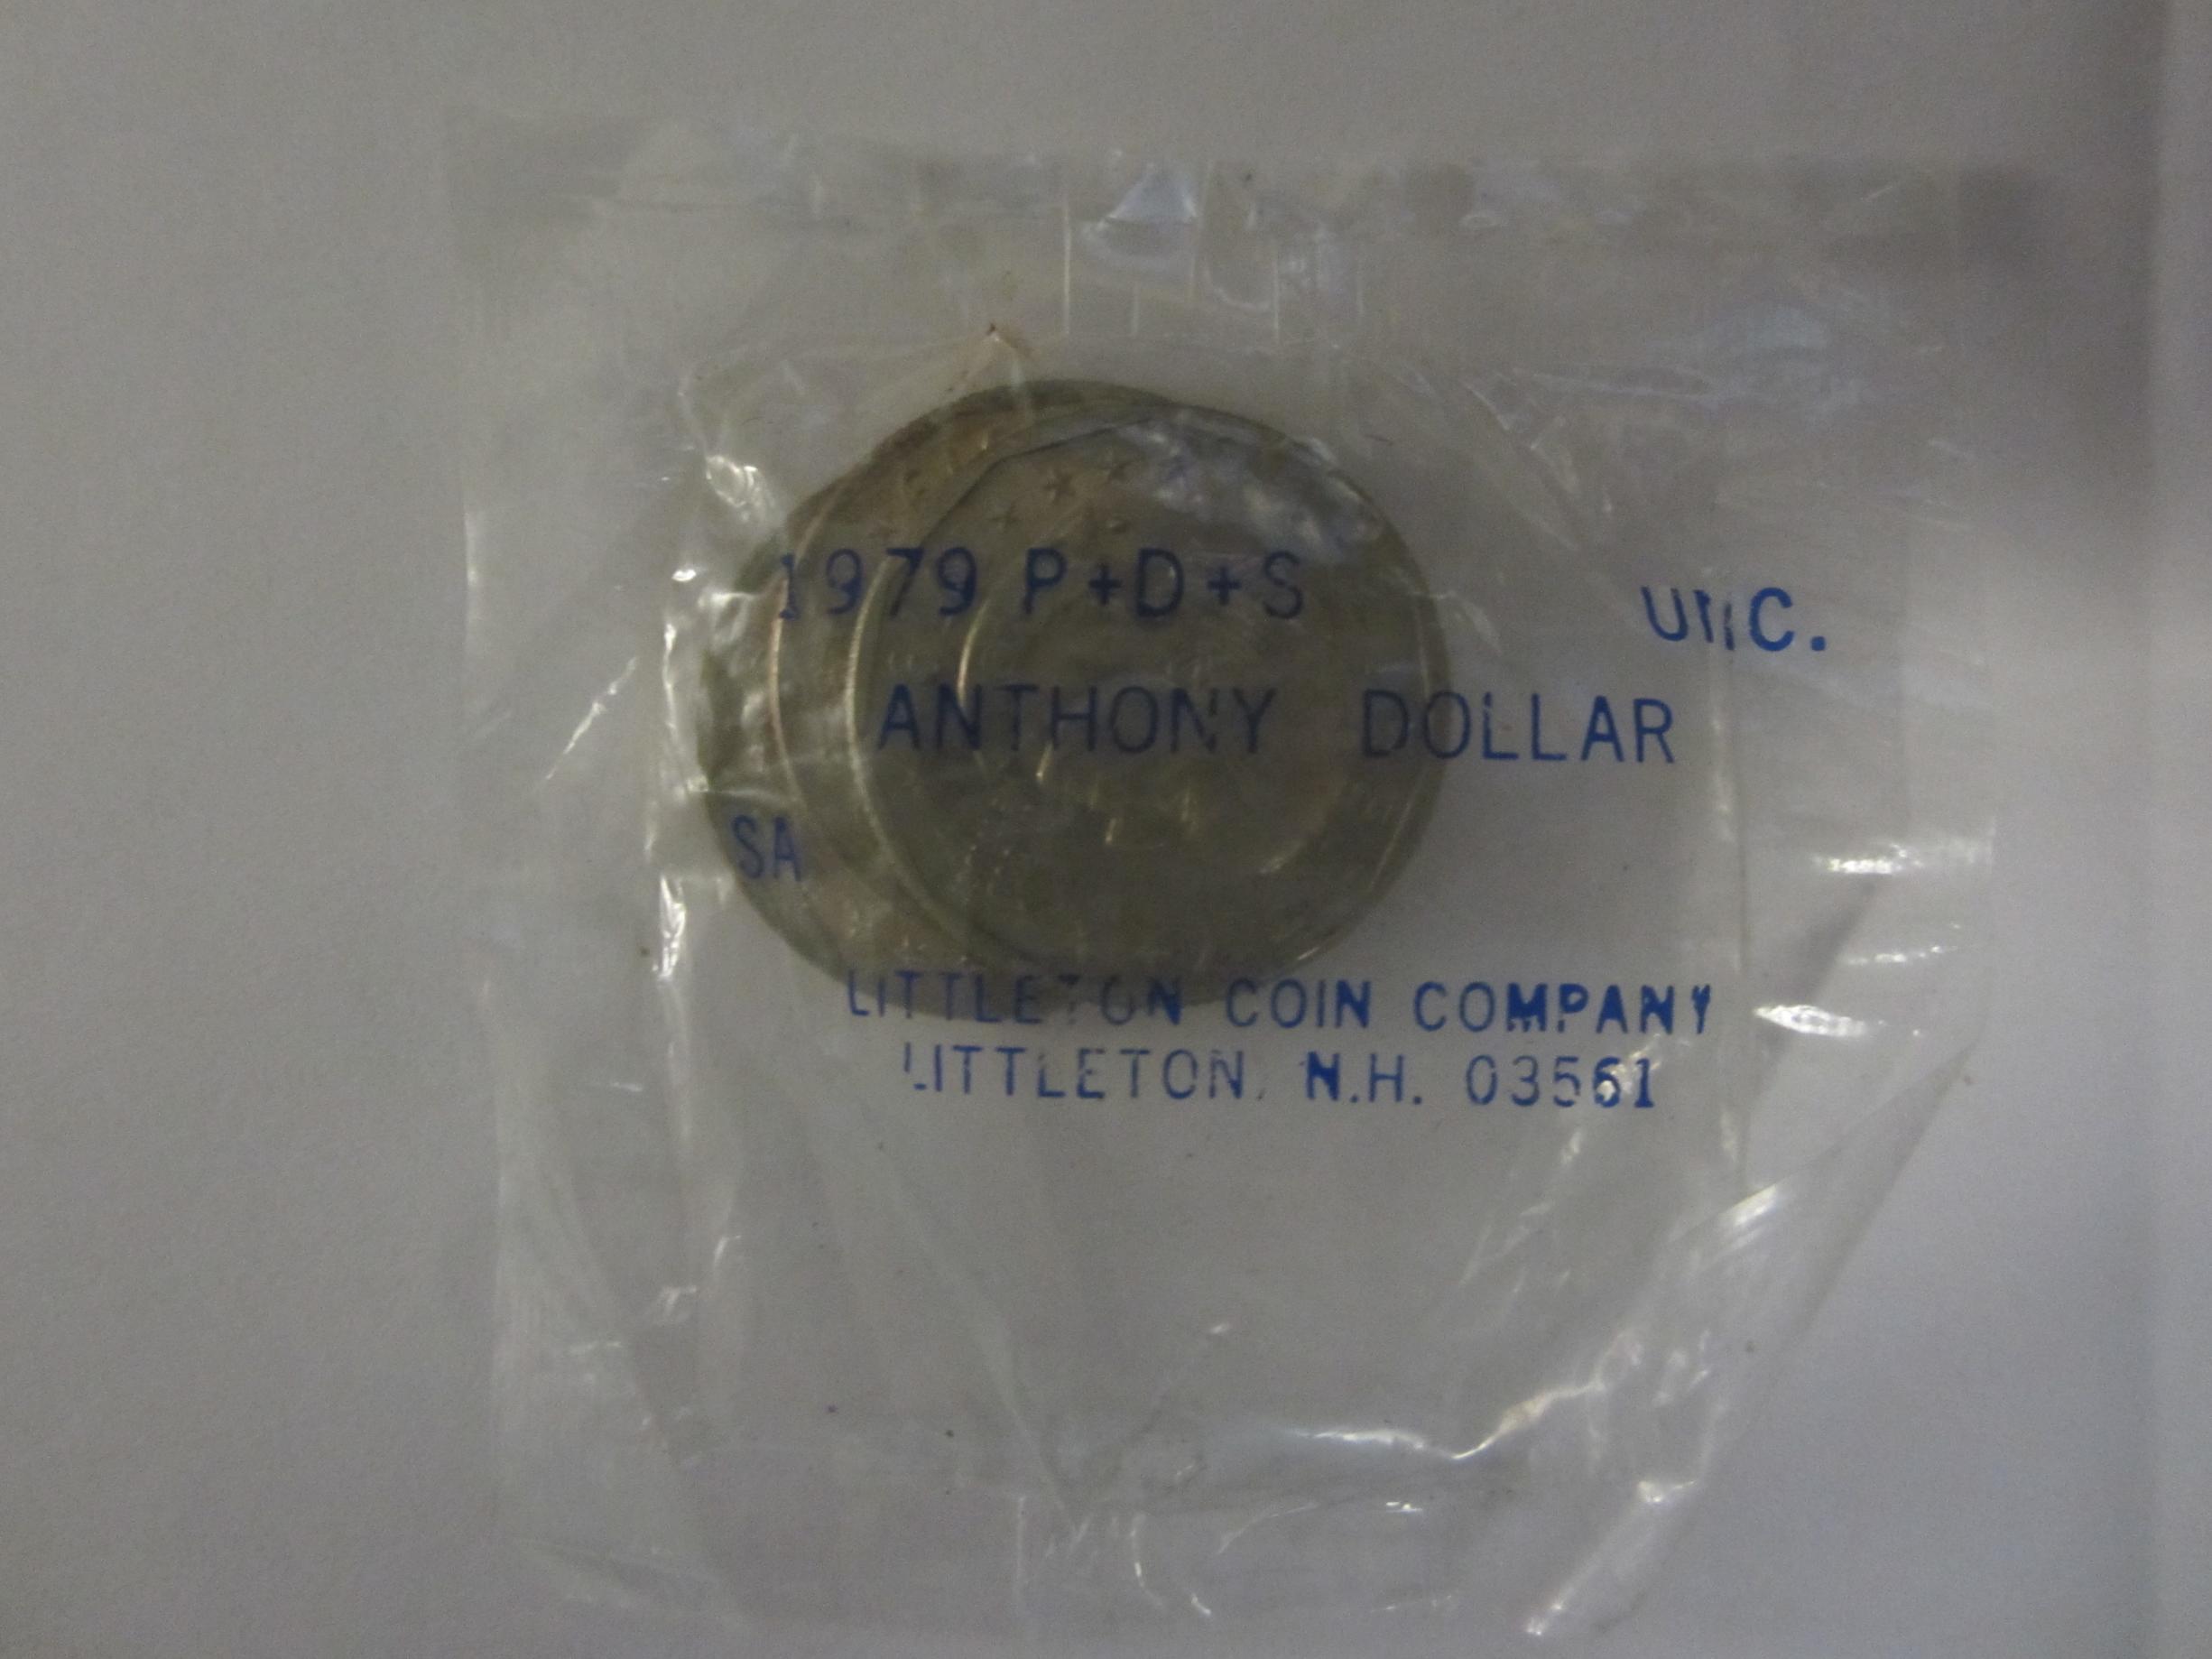 1979 P+D+S UNC.
ANTHONY DOLLAR
SA
LITTLETON COIN COMPANY
LITTLETON, N.H. 03561